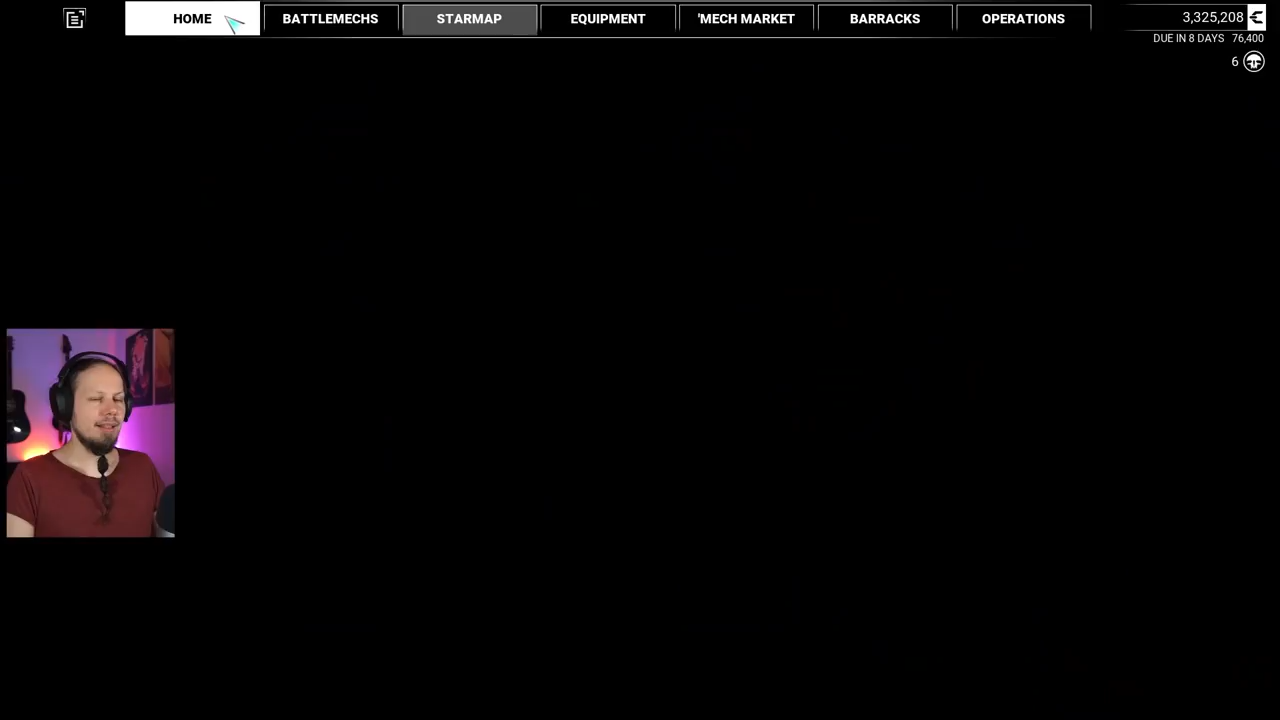 HOME
BATTLEMECHS
STARMAP
EQUIPMENT
'MECH MARKET
BARRACKS
OPERATIONS
3,325,208
DUE IN 8 DAYS 76,400
6